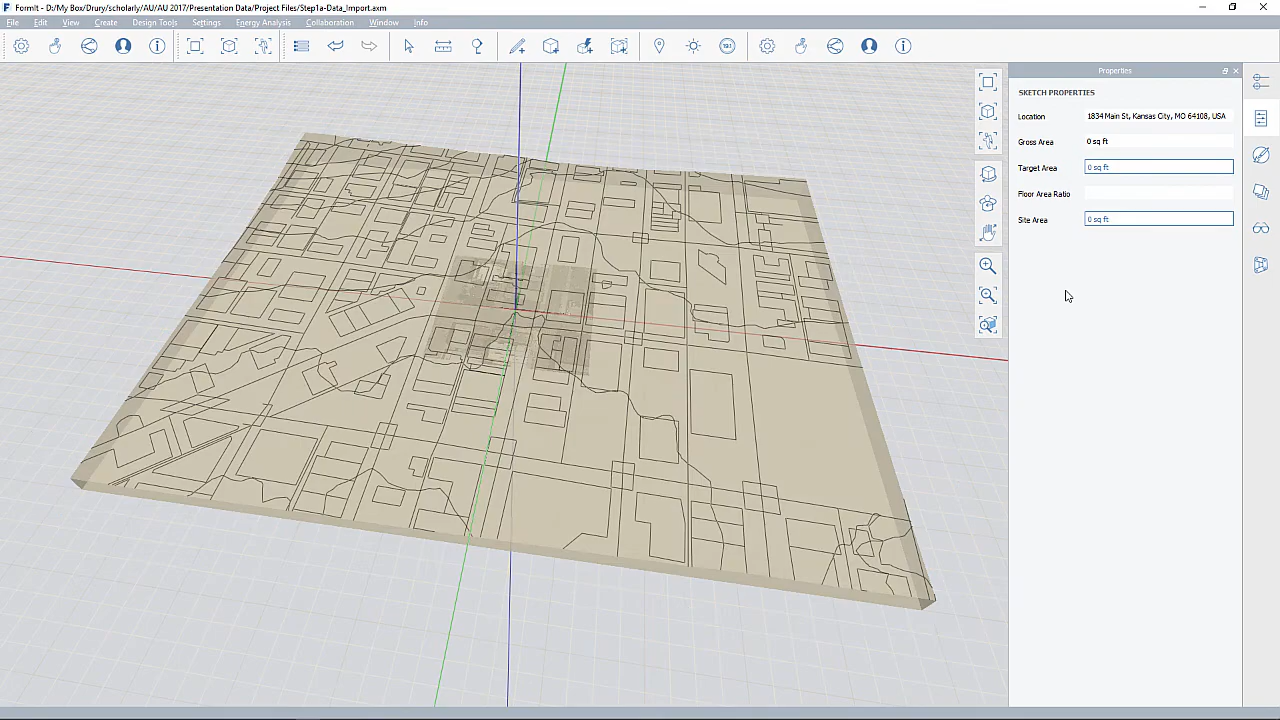 FormIt - D:/My Box/Drury/scholarly/AU/AU 2017/Presentation Data/Project Files/Step1a-Data_Import.axm
File Edit View Create Design Tools Settings Energy Analysis Collaboration Window Info
Properties
SKETCH PROPERTIES
Location 1834 Main St, Kansas City, MO 64108, USA
Gross Area 0 sq ft
Target Area 0 sq ft
Floor Area Ratio
Site Area 0 sq ft